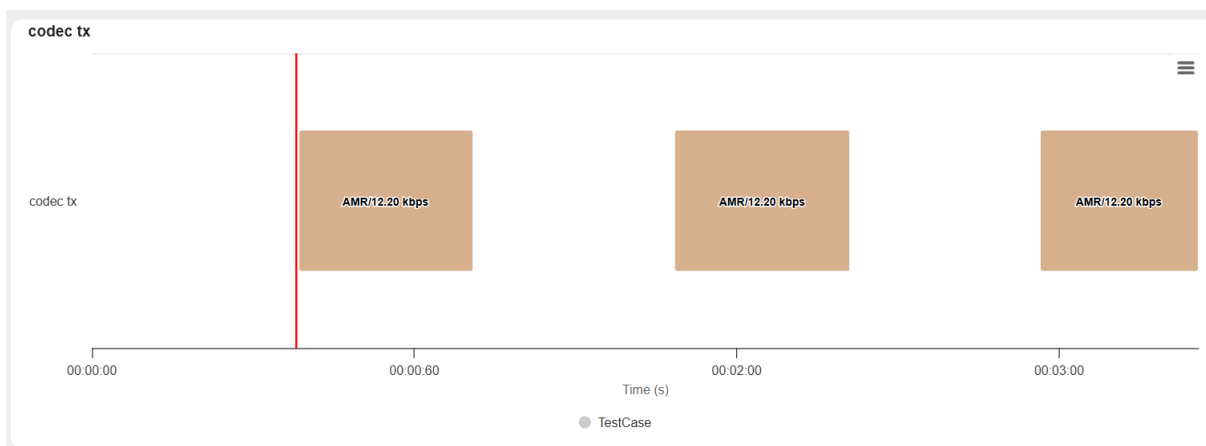 codec tx
codec tx
AMR/12.20 kbps
AMR/12.20 kbps
AMR/12.20 kbps
00:00:00
00:00:60
00:02:00
00:03:00
Time (s)
TestCase